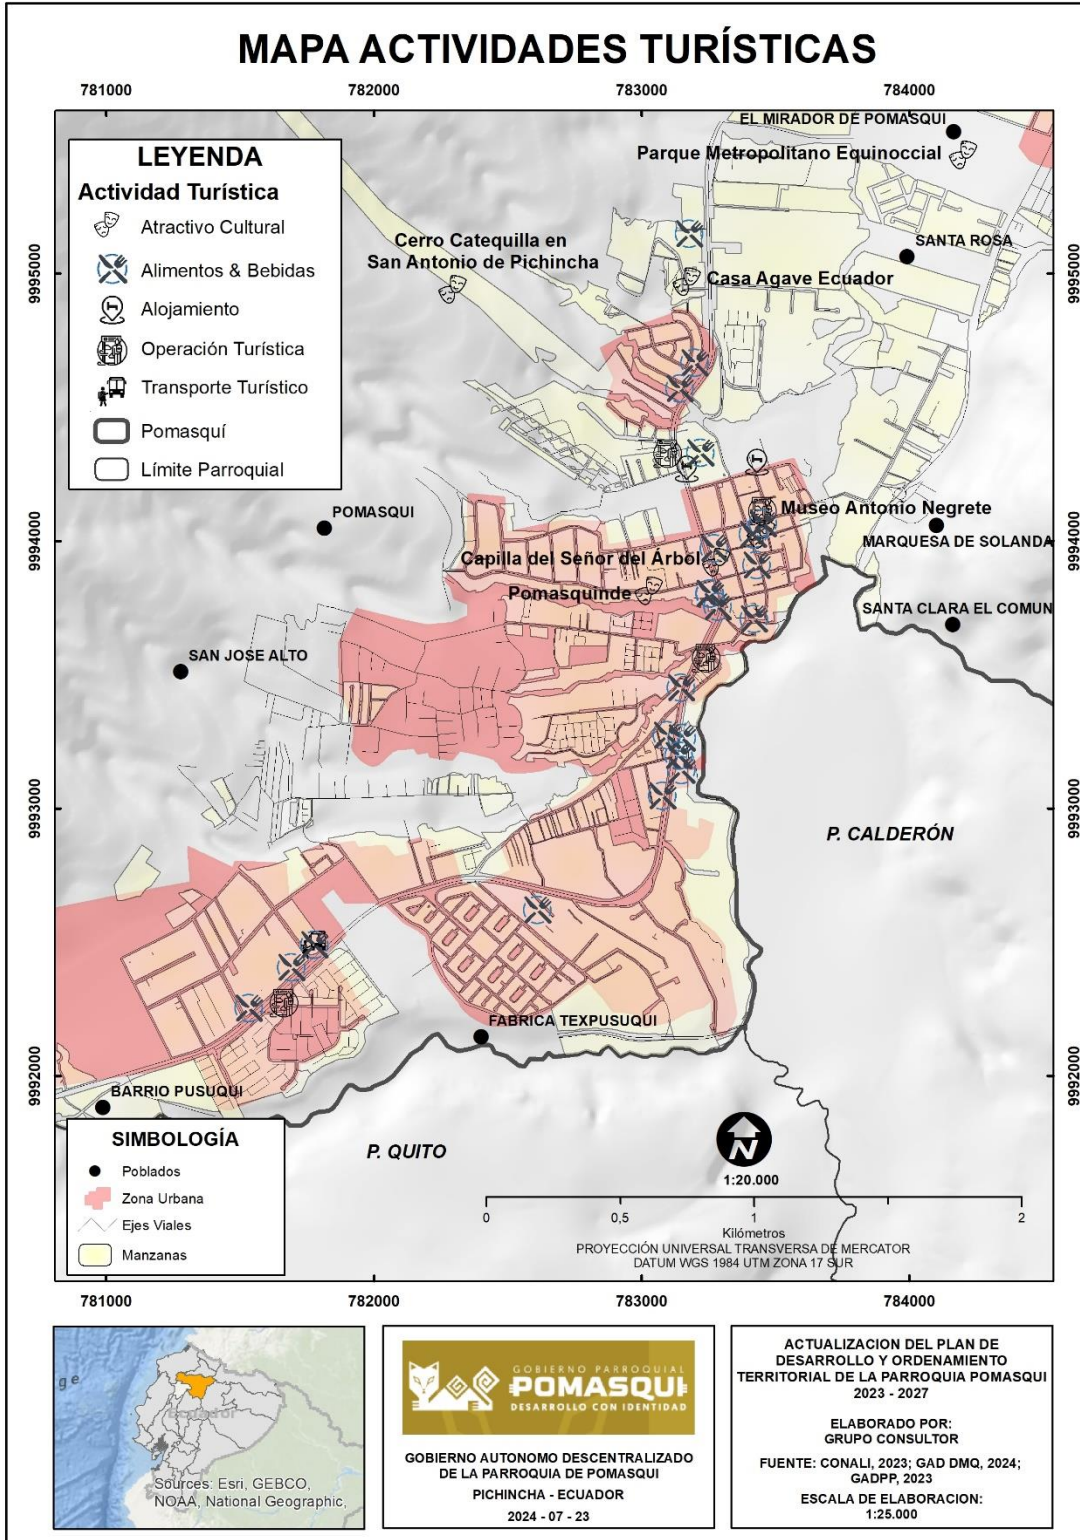 MAPA ACTIVIDADES TURÍSTICAS
781000
782000
783000
784000
9995000
9994000
9993000
9992000
9995000
9994000
9993000
9992000
LEYENDA
Actividad Turística
Atractivo Cultural
Alimentos & Bebidas
Alojamiento
Operación Turística
Transporte Turístico
Pomasquí
Límite Parroquial
EL MIRADOR DE POMASQUI
Parque Metropolitano Equinoccial
SANTA ROSA
Cerro Catequilla en
San Antonio de Pichincha
Casa Agave Ecuador
POMASQUI
Museo Antonio Negrete
MARQUESA DE SOLANDA
Capilla del Señor del Árbol
Pomasquinde
SANTA CLARA EL COMUN
SAN JOSE ALTO
P. CALDERÓN
FABRICA TEXPUSUQUI
BARRIO PUSUQUI
P. QUITO
SIMBOLOGÍA
Poblados
Zona Urbana
Ejes Viales
Manzanas
N
1:20.000
0
0,5
1
2
Kilómetros
PROYECCIÓN UNIVERSAL TRANSVERSA DE MERCATOR
DATUM WGS 1984 UTM ZONA 17 SUR
781000
782000
783000
784000
g e
Ecuador
Sources: Esri, GEBCO,
NOAA, National Geographic,
GOBIERNO PARROQUIAL
POMASQUI
DESARROLLO CON IDENTIDAD
GOBIERNO AUTONOMO DESCENTRALIZADO
DE LA PARROQUIA DE POMASQUI
PICHINCHA - ECUADOR
2024 - 07 - 23
ACTUALIZACION DEL PLAN DE
DESARROLLO Y ORDENAMIENTO
TERRITORIAL DE LA PARROQUIA POMASQUI
2023 - 2027
ELABORADO POR:
GRUPO CONSULTOR
FUENTE: CONALI, 2023; GAD DMQ, 2024;
GADPP, 2023
ESCALA DE ELABORACION:
1:25.000